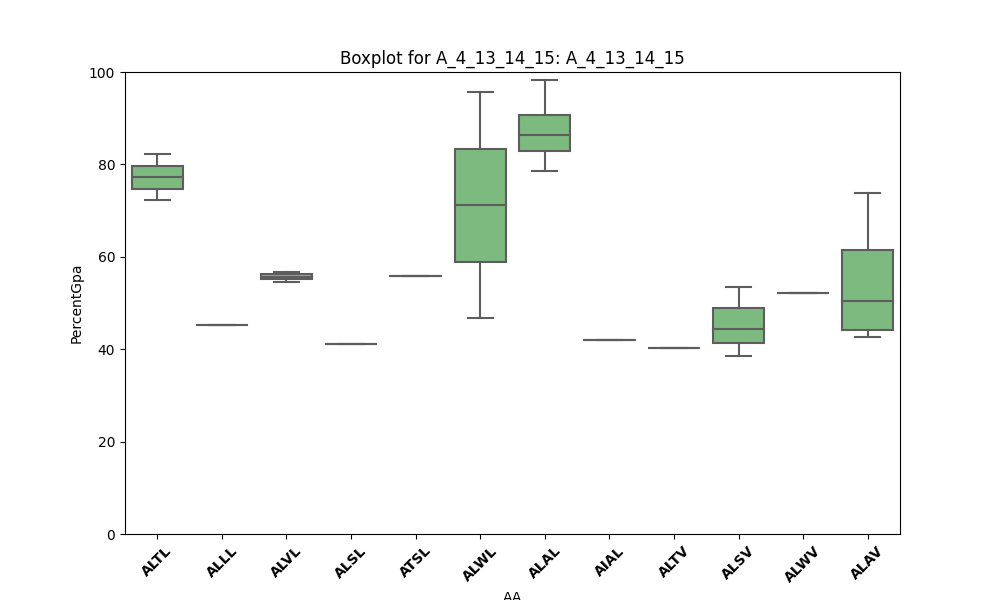 Boxplot for A_4_13_14_15: A_4_13_14_15
PercentGpa
100
80
60
40
20
0
ALTL ALLL ALVL ALSL ATSL ALWL ALAL AIAL ALTV ALSV ALWV ALAV
AA